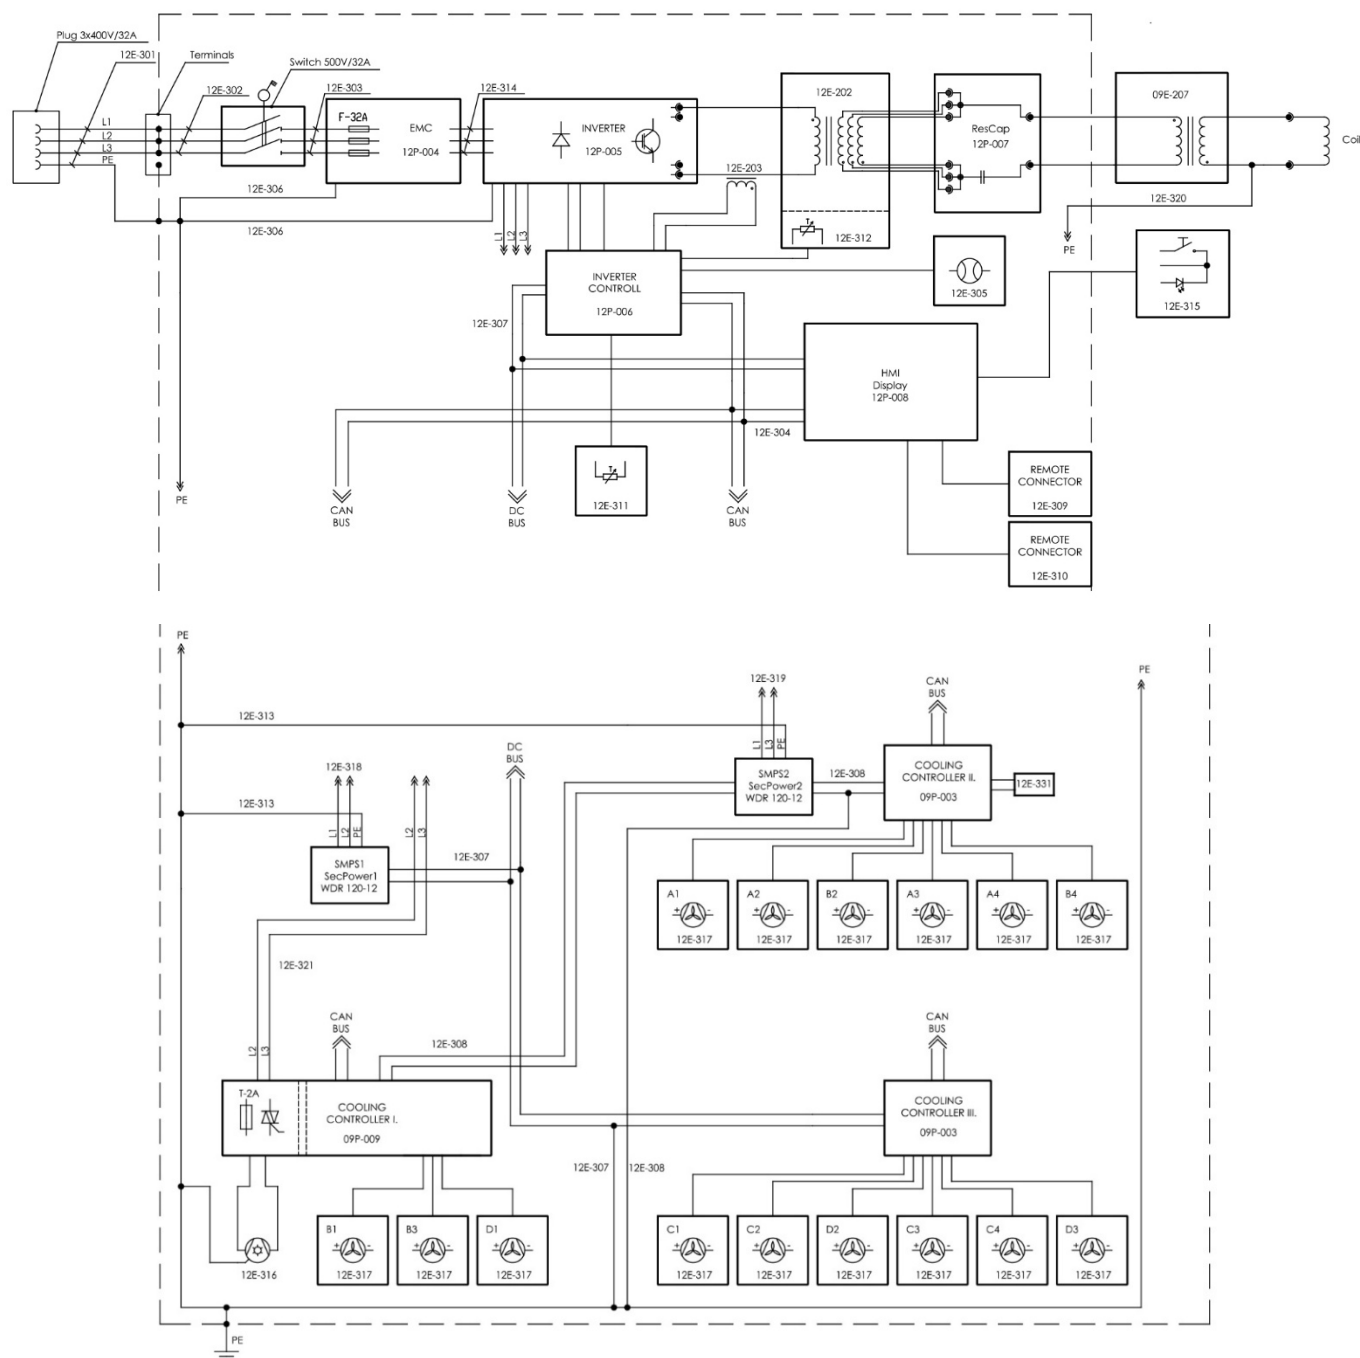 Plug 3x400V/32A
12E-301
Terminals
Switch 500V/32A
12E-302
12E-303
12E-314
12E-202
09E-207
L1
L2
L3
PE
F-32A
EMC
12P-004
INVERTER
12P-005
ResCap
12P-007
Coil
12E-306
12E-203
12E-320
12E-306
L1
L2
L3
12E-312
PE
INVERTER
CONTROLL
12P-006
12E-305
12E-315
12E-307
HMI
Display
12P-008
12E-304
REMOTE
CONNECTOR
12E-309
PE
CAN
BUS
DC
BUS
12E-311
CAN
BUS
REMOTE
CONNECTOR
12E-310
PE
12E-319
CAN
BUS
PE
12E-313
L1
L3
PE
DC
BUS
12E-318
SMPS2
SecPower2
WDR 120-12
12E-308
COOLING
CONTROLLER II.
09P-003
12E-331
12E-313
L1
L2
PE
L2
L3
SMPS1
SecPower1
WDR 120-12
12E-307
A1
12E-317
A2
12E-317
B2
12E-317
A3
12E-317
A4
12E-317
B4
12E-317
12E-321
CAN
BUS
CAN
BUS
L2
L3
12E-308
T-2A
COOLING
CONTROLLER I.
09P-009
COOLING
CONTROLLER III.
09P-003
12E-307
12E-308
12E-316
B1
12E-317
B3
12E-317
D1
12E-317
C1
12E-317
C2
12E-317
D2
12E-317
C3
12E-317
C4
12E-317
D3
12E-317
PE